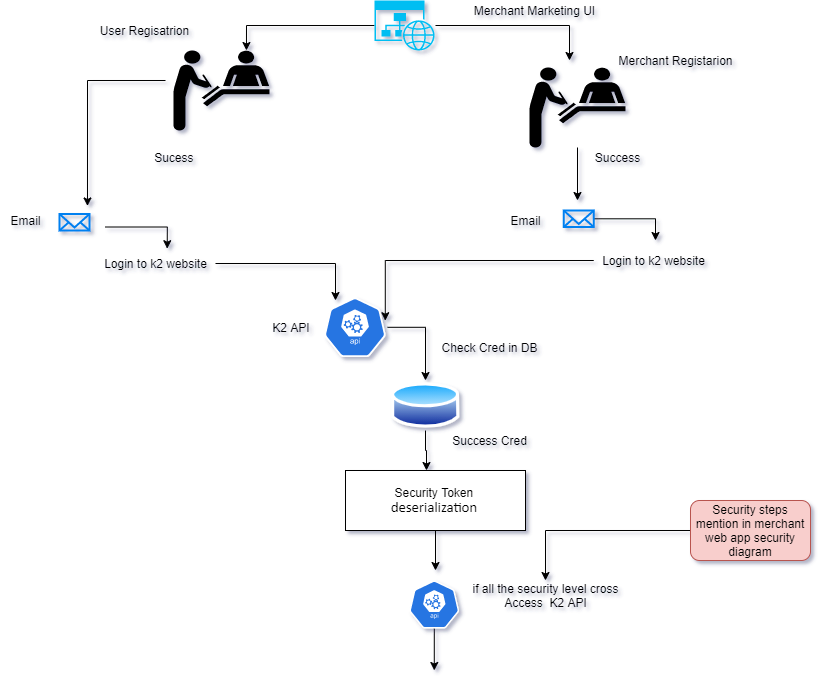 Merchant Marketing UI
User Regisatrion
Merchant Registarion
Sucess
Success
Email
Email
Login to k2 website
Login to k2 website
K2 API
api
Check Cred in DB
Success Cred
Security Token
deserialization
Security steps
mention in merchant
web app security
diagram
if all the security level cross
Access K2 API
api